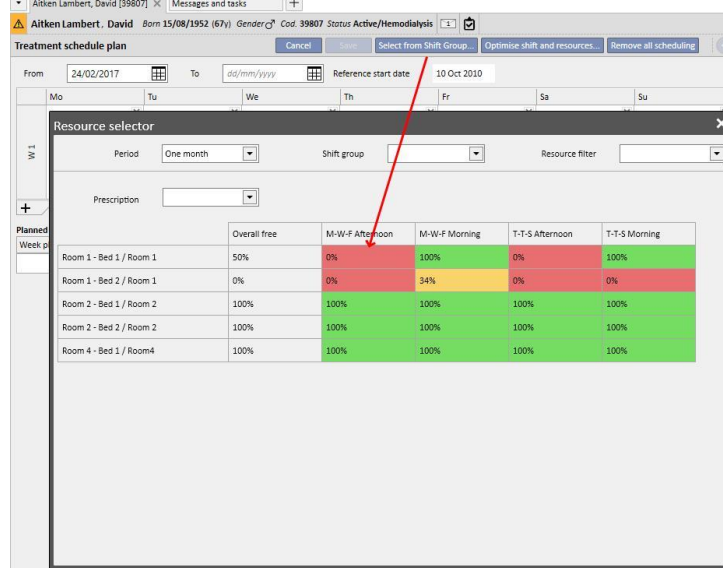 Aitken Lambert, David [39807] × Messages and tasks +
Aitken Lambert, David Born 15/08/1952 (67y) Gender Cod. 39807 Status Active/Hemodialysis 1
Treatment schedule plan Cancel Save Select from Shift Group... Optimise shift and resources... Remove all scheduling
From 24/02/2017 To dd/mm/yyyy Reference start date 10 Oct 2010
Mo Tu We Th Fr Sa Su
W 1
Resource selector ×
Period One month Shift group Resource filter
Prescription
+
Planned
Week p
Overall free M-W-F Afternoon M-W-F Morning T-T-S Afternoon T-T-S Morning
Room 1 - Bed 1 / Room 1 50% 0% 100% 0% 100%
Room 1 - Bed 2 / Room 1 0% 0% 34% 0% 0%
Room 2 - Bed 1 / Room 2 100% 100% 100% 100% 100%
Room 2 - Bed 2 / Room 2 100% 100% 100% 100% 100%
Room 4 - Bed 1 / Room4 100% 100% 100% 100% 100%